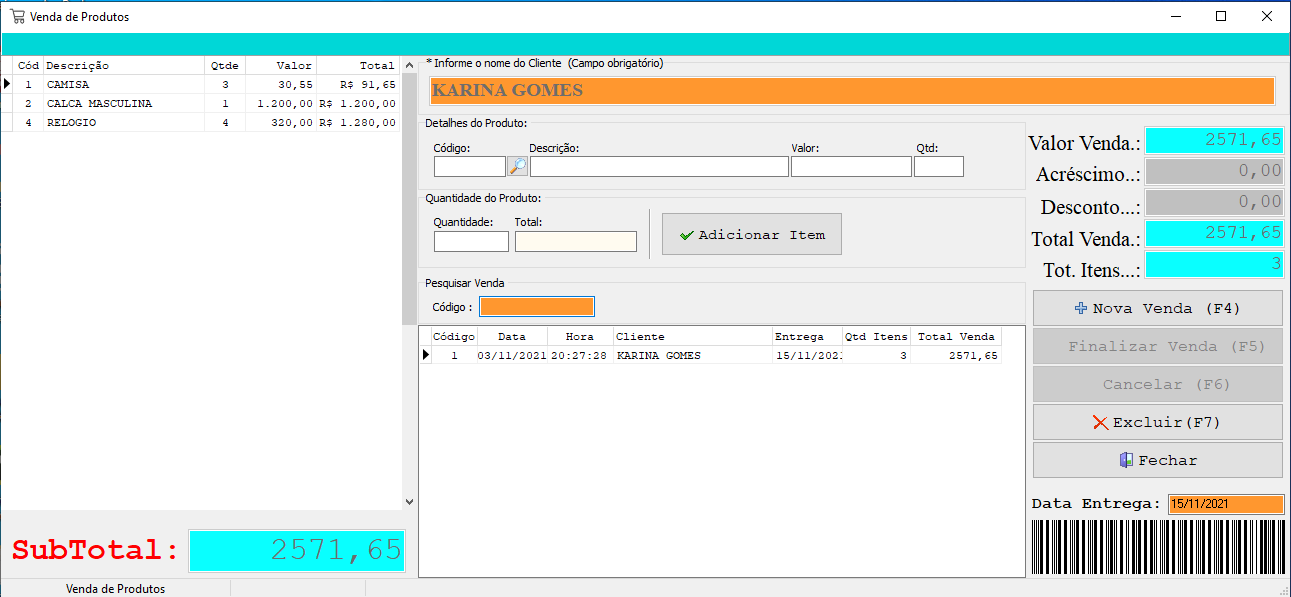 Venda de Produtos
Cód Descrição Qtde Valor Total
1 CAMISA 3 30,55 R$ 91,65
2 CALCA MASCULINA 1 1.200,00 R$ 1.200,00
4 RELOGIO 4 320,00 R$ 1.280,00
SubTotal: 2571,65
* Informe o nome do Cliente (Campo obrigatório)
KARINA GOMES
Detalhes do Produto:
Código: Descrição: Valor: Qtd:
Quantidade do Produto:
Quantidade: Total:
Adicionar Item
Pesquisar Venda
Código :
Código Data Hora Cliente Entrega Qtd Itens Total Venda
1 03/11/2021 20:27:28 KARINA GOMES 15/11/202 3 2571,65
Valor Venda.: 2571,65
Acréscimo..: 0,00
Desconto...: 0,00
Total Venda.: 2571,65
Tot. Itens...: 3
Nova Venda (F4)
Finalizar Venda (F5)
Cancelar (F6)
Excluir(F7)
Fechar
Data Entrega: 15/11/2021
Venda de Produtos